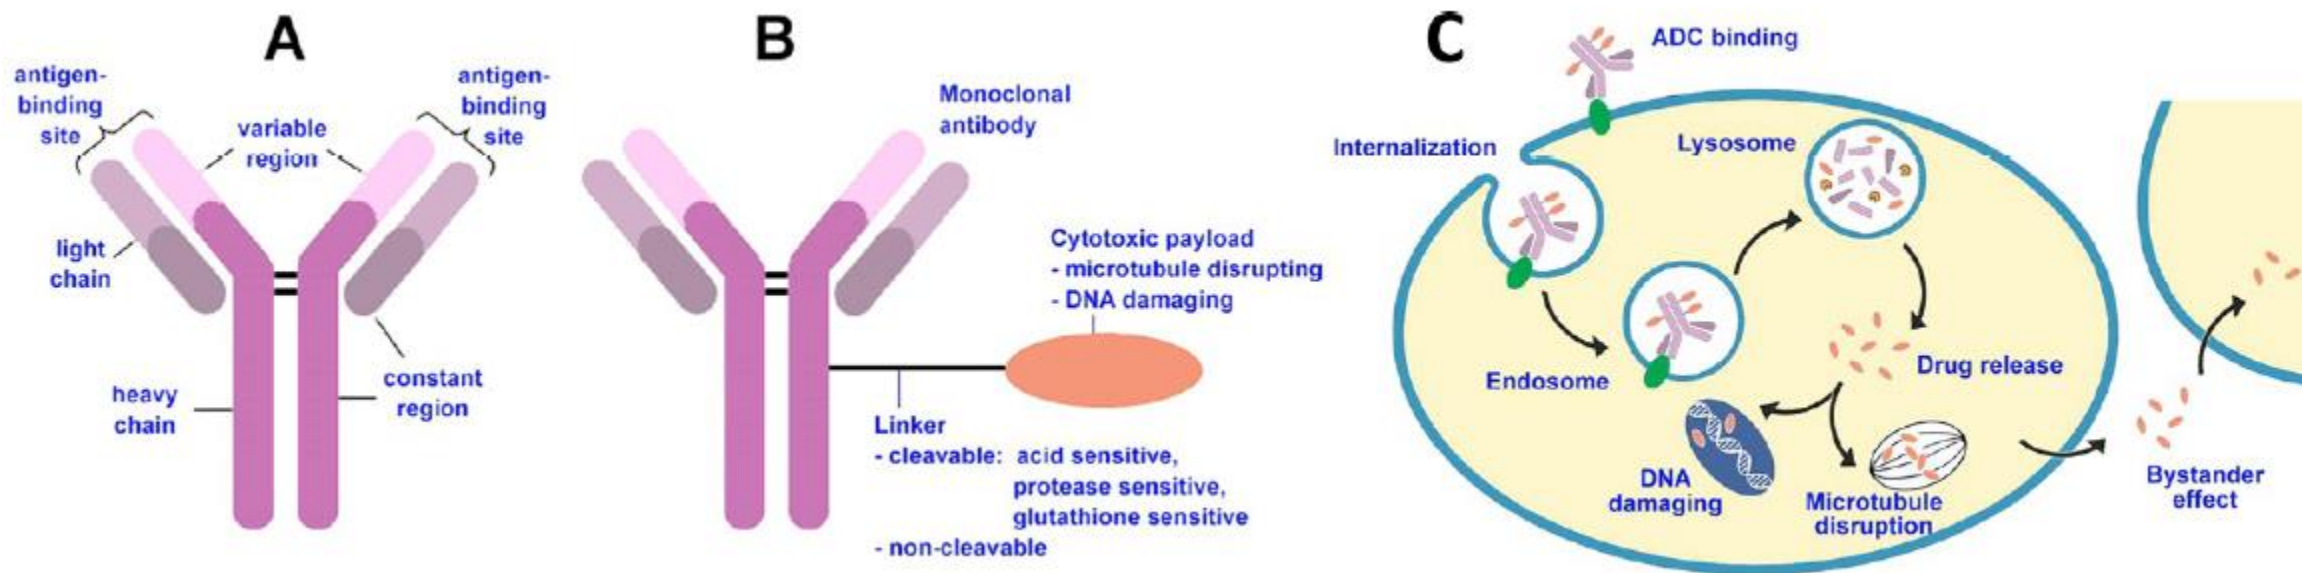 A
antigen-
binding
site
variable
region
antigen-
binding
site
light
chain
heavy
chain
constant
region
B
Monoclonal
antibody
Cytotoxic payload
- microtubule disrupting
- DNA damaging
Linker
- cleavable: acid sensitive,
protease sensitive,
glutathione sensitive
- non-cleavable
C
ADC binding
Internalization
Lysosome
Endosome
Drug release
DNA
damaging
Microtubule
disruption
Bystander
effect